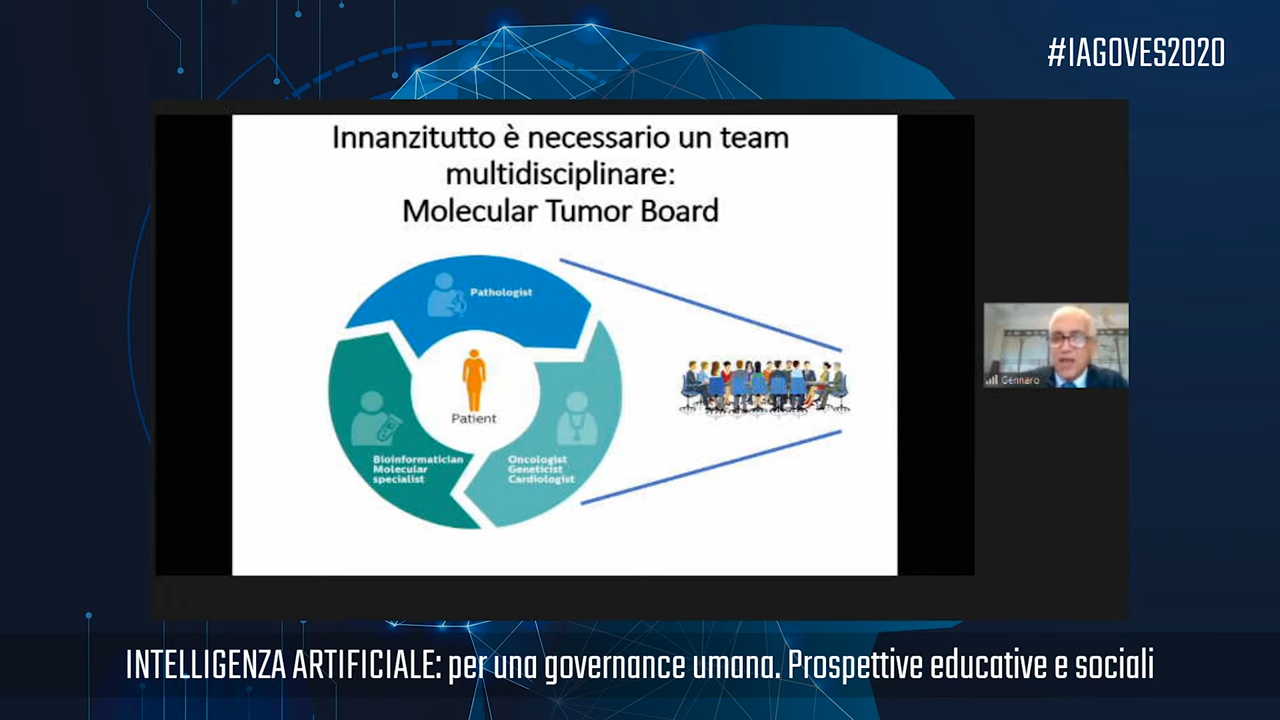 #IAGOVES2020
Innanzitutto è necessario un team
multidisciplinare:
Molecular Tumor Board
Pathologist
Patient
Bioinformatician
Molecular
specialist
Oncologist
Geneticist
Cardiologist
Gennaro
INTELLIGENZA ARTIFICIALE: per una governance umana. Prospettive educative e sociali